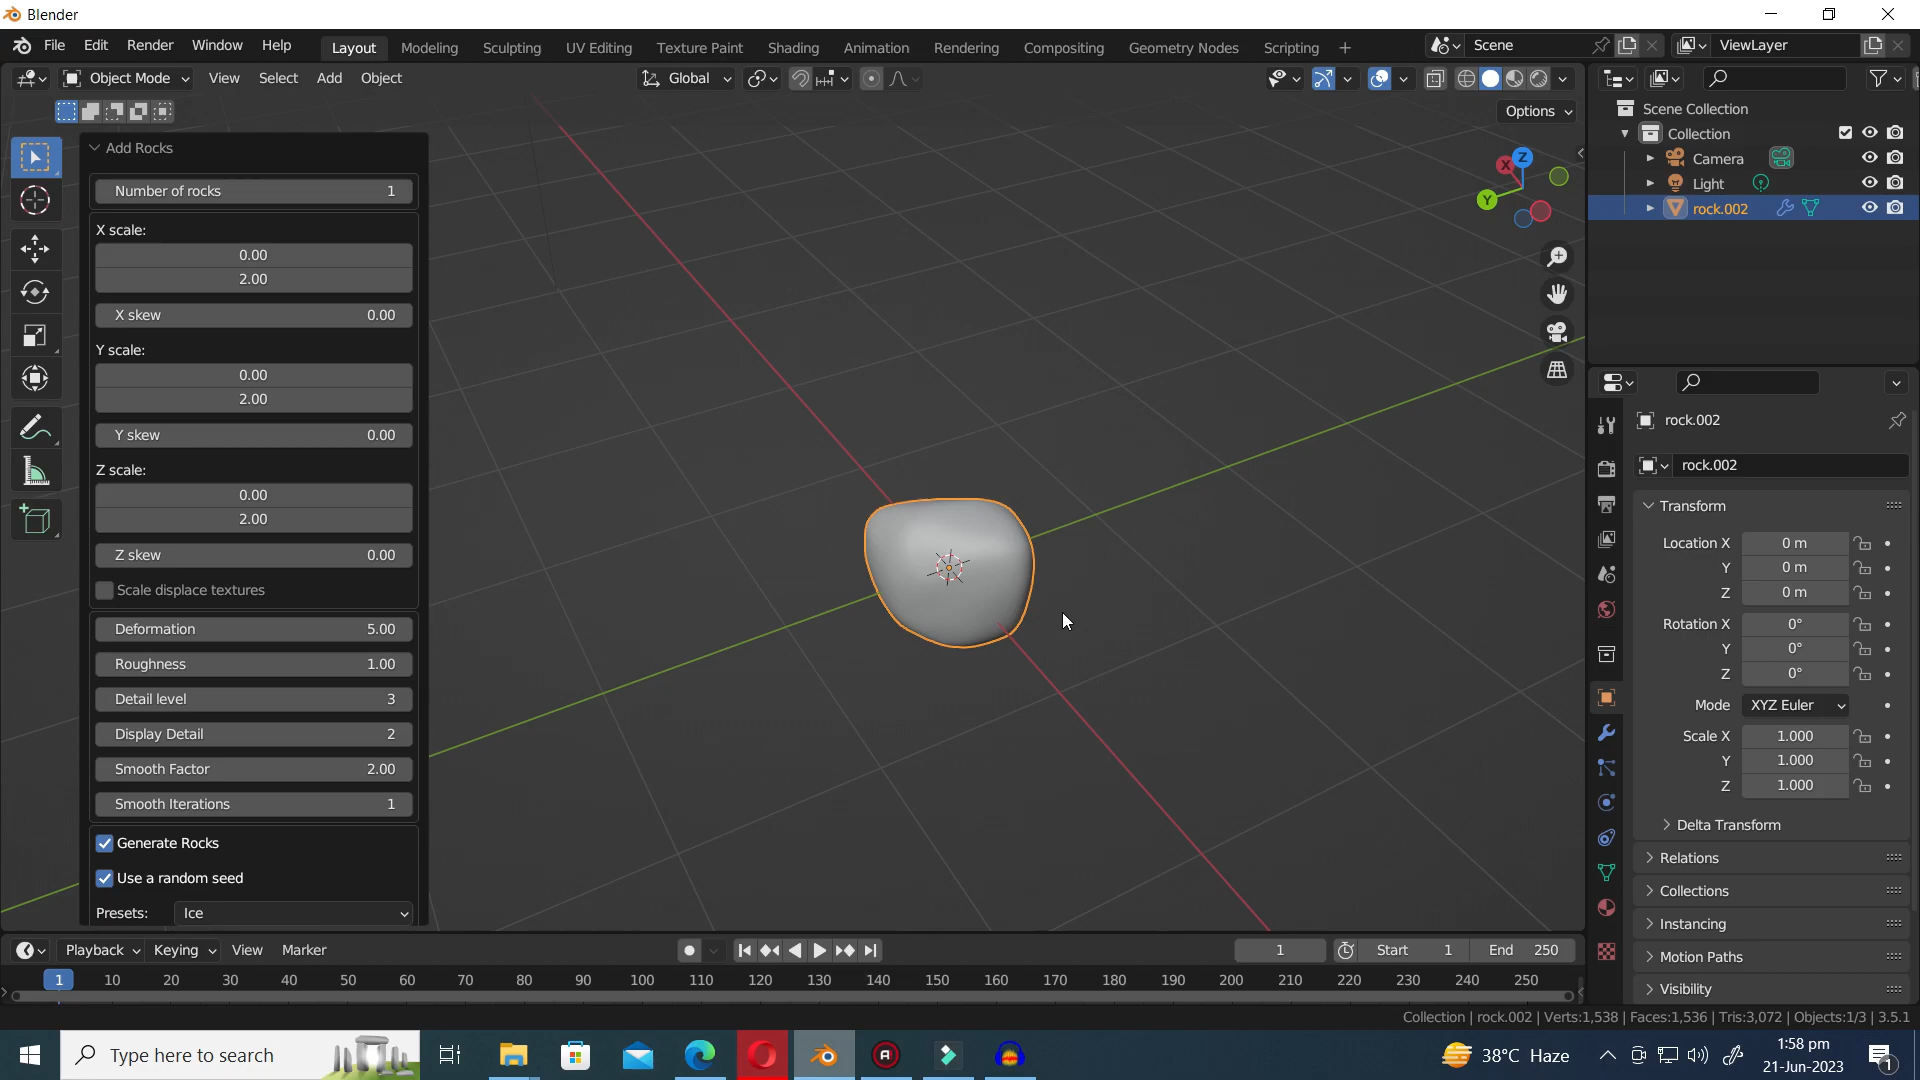 Blender
File Edit Render Window Help Layout Modeling Sculpting UV Editing Texture Paint Shading Animation Rendering Compositing Geometry Nodes Scripting + Scene ViewLayer
Object Mode View Select Add Object Global
Options
Scene Collection
Collection
Camera
Light
rock.002
Add Rocks
Number of rocks 1
X scale:
0.00
2.00
X skew 0.00
Y scale:
0.00
2.00
Y skew 0.00
Z scale:
0.00
2.00
Z skew 0.00
Scale displace textures
Deformation 5.00
Roughness 1.00
Detail level 3
Display Detail 2
Smooth Factor 2.00
Smooth Iterations 1
Generate Rocks
Use a random seed
Presets: Ice
X
Z
Y
rock.002
rock.002
Transform
Location X 0 m
Y 0 m
Z 0 m
Rotation X 0°
Y 0°
Z 0°
Mode XYZ Euler
Scale X 1.000
Y 1.000
Z 1.000
Delta Transform
Relations
Collections
Instancing
Motion Paths
Visibility
Playback Keying View Marker 1 Start 1 End 250
1 10 20 30 40 50 60 70 80 90 100 110 120 130 140 150 160 170 180 190 200 210 220 230 240 250
Collection | rock.002 | Verts:1,538 | Faces:1,536 | Tris:3,072 | Objects:1/3 | 3.5.1
Type here to search
38°C Haze
1:58 pm
21-Jun-2023
1